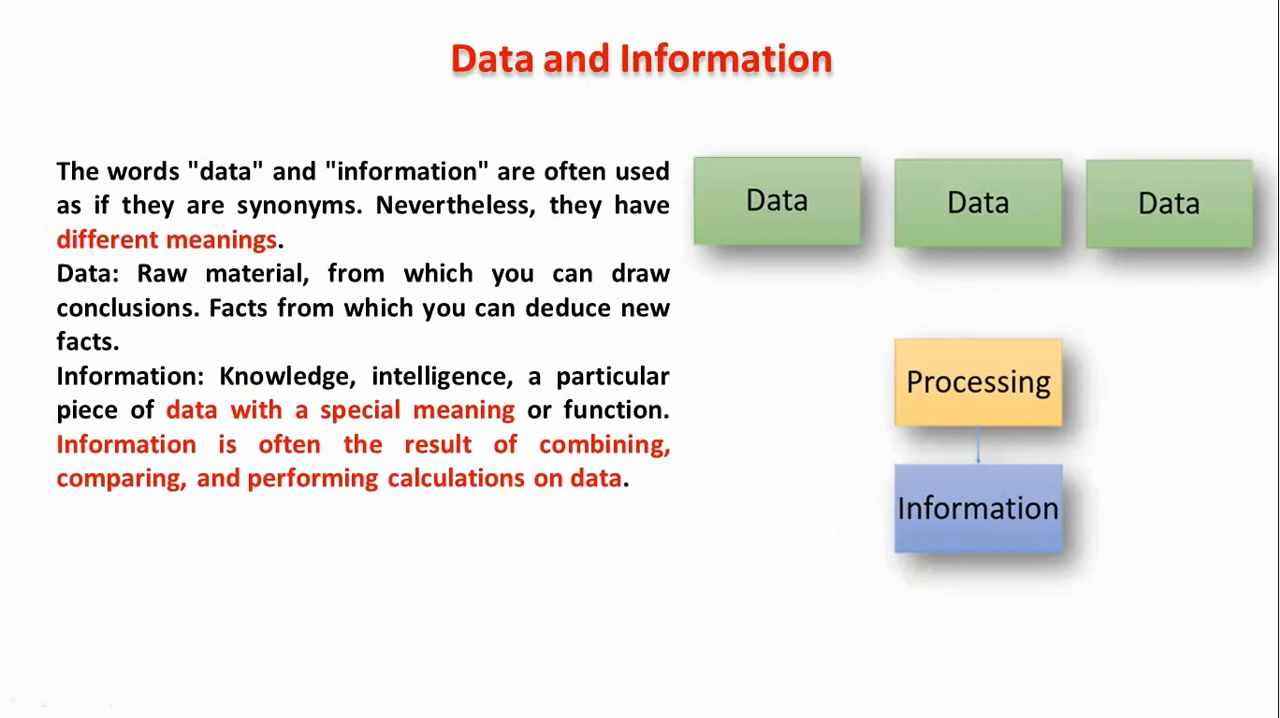 Data and Information
The words "data" and "information" are often used
as if they are synonyms. Nevertheless, they have
different meanings.
Data: Raw material, from which you can draw
conclusions. Facts from which you can deduce new
facts.
Information: Knowledge, intelligence, a particular
piece of data with a special meaning or function.
Information is often the result of combining,
comparing, and performing calculations on data.
Data
Data
Data
Processing
Information